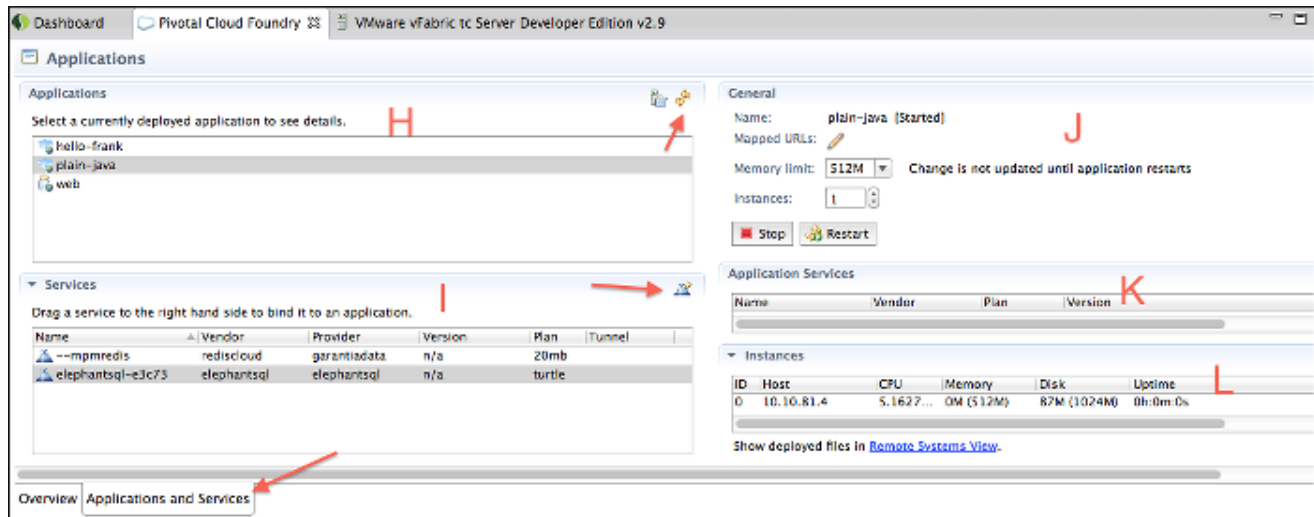 Dashboard Pivotal Cloud Foundry VMware vFabric tc Server Developer Edition v2.9
Applications
Applications
Select a currently deployed application to see details.
H
hello-frank
plain-java
web
Services
I
Drag a service to the right hand side to bind it to an application.
Name Vendor Provider Version Plan Tunnel
--mpmredis rediscloud garantiadata n/a 20mb
elephantsql-e3c73 elephantsql elephantsql n/a turtle
General
J
Name: plain-java [Started]
Mapped URLs:
Memory limit: 512M Change is not updated until application restarts
Instances: 1
Stop Restart
Application Services
K
Name Vendor Plan Version
Instances
L
ID Host CPU Memory Disk Uptime
0 10.10.81.4 5.1627... 0M (512M) 87M (1024M) 0h:0m:0s
Show deployed files in Remote Systems View.
Overview Applications and Services